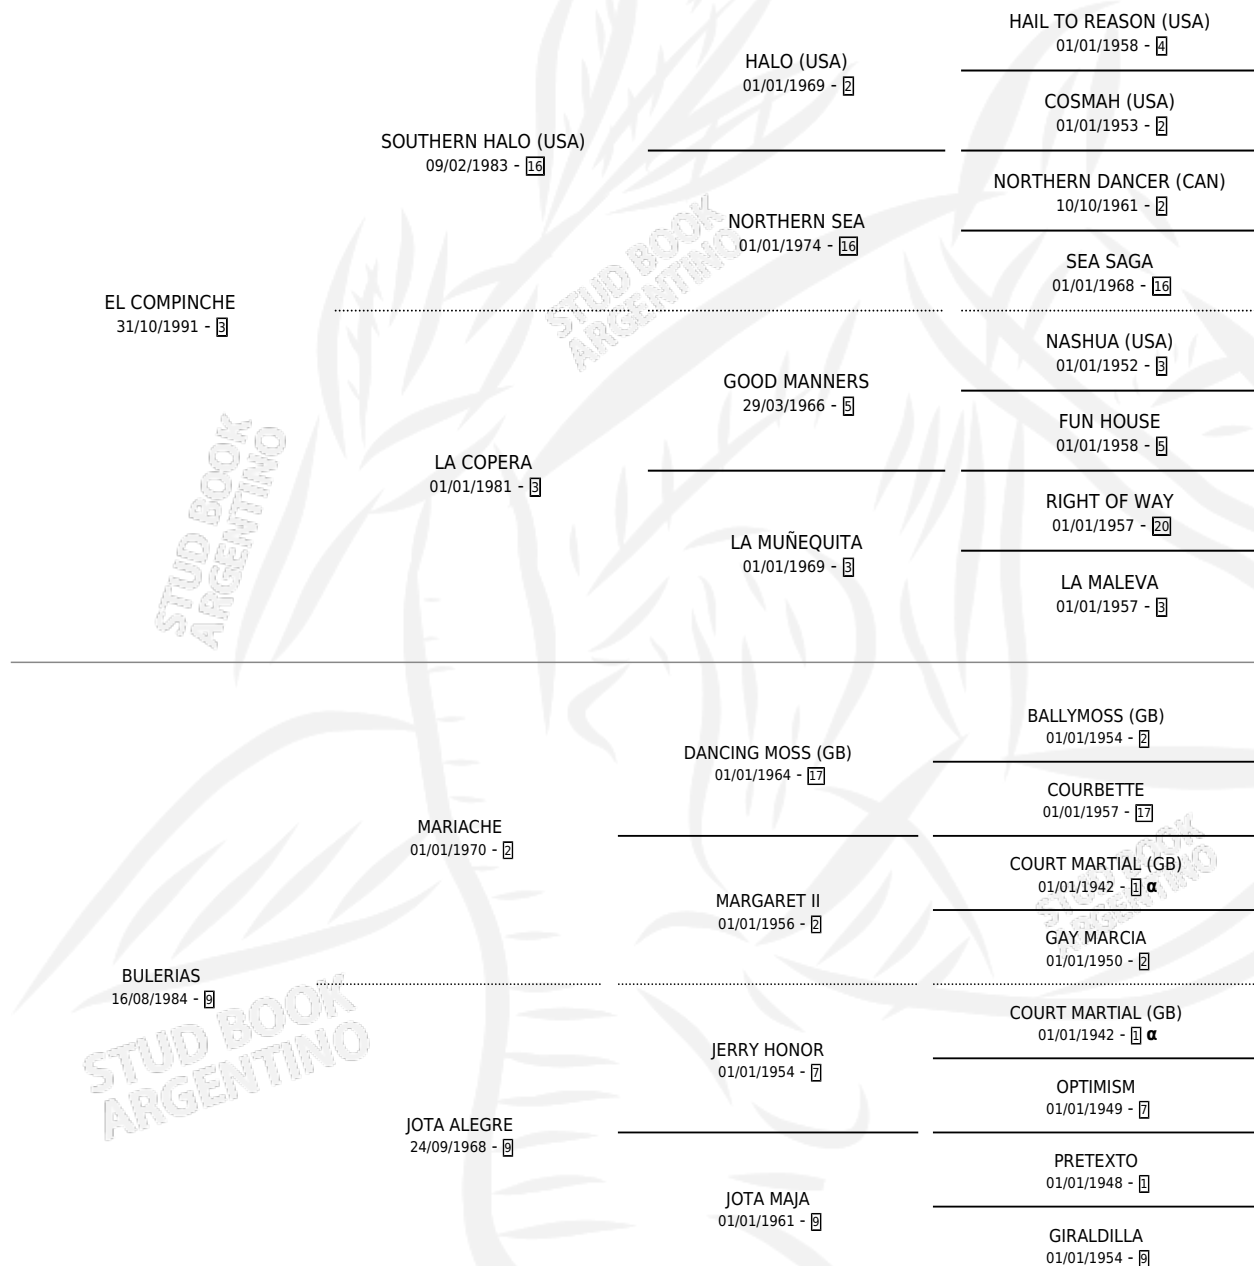 HAIL TO REASON (USA)
01/01/1958 - 4
HALO (USA)
01/01/1969 - 2
COSMAH (USA)
01/01/1953 - 2
SOUTHERN HALO (USA)
09/02/1983 - 16
NORTHERN DANCER (CAN)
10/10/1961 - 2
NORTHERN SEA
01/01/1974 - 16
SEA SAGA
01/01/1968 - 16
EL COMPINCHE
31/10/1991 - 3
NASHUA (USA)
01/01/1952 - 3
GOOD MANNERS
29/03/1966 - 5
FUN HOUSE
01/01/1958 - 5
LA COPERA
01/01/1981 - 3
RIGHT OF WAY
01/01/1957 - 20
LA MUÑEQUITA
01/01/1969 - 3
LA MALEVA
01/01/1957 - 3
BALLYMOSS (GB)
01/01/1954 - 2
DANCING MOSS (GB)
01/01/1964 - 17
COURBETTE
01/01/1957 - 17
MARIACHE
01/01/1970 - 2
COURT MARTIAL (GB)
01/01/1942 - 1 α
MARGARET II
01/01/1956 - 2
GAY MARCIA
01/01/1950 - 2
BULERIAS
16/08/1984 - 9
COURT MARTIAL (GB)
01/01/1942 - 1 α
JERRY HONOR
01/01/1954 - 7
OPTIMISM
01/01/1949 - 7
JOTA ALEGRE
24/09/1968 - 9
PRETEXTO
01/01/1948 - 1
JOTA MAJA
01/01/1961 - 9
GIRALDILLA
01/01/1954 - 9
STUD BOOK
ARGENTINO
STUD BOOK
ARGENTINO
STUD BOOK
ARGENTINO
STUD BOOK
ARGENTINO